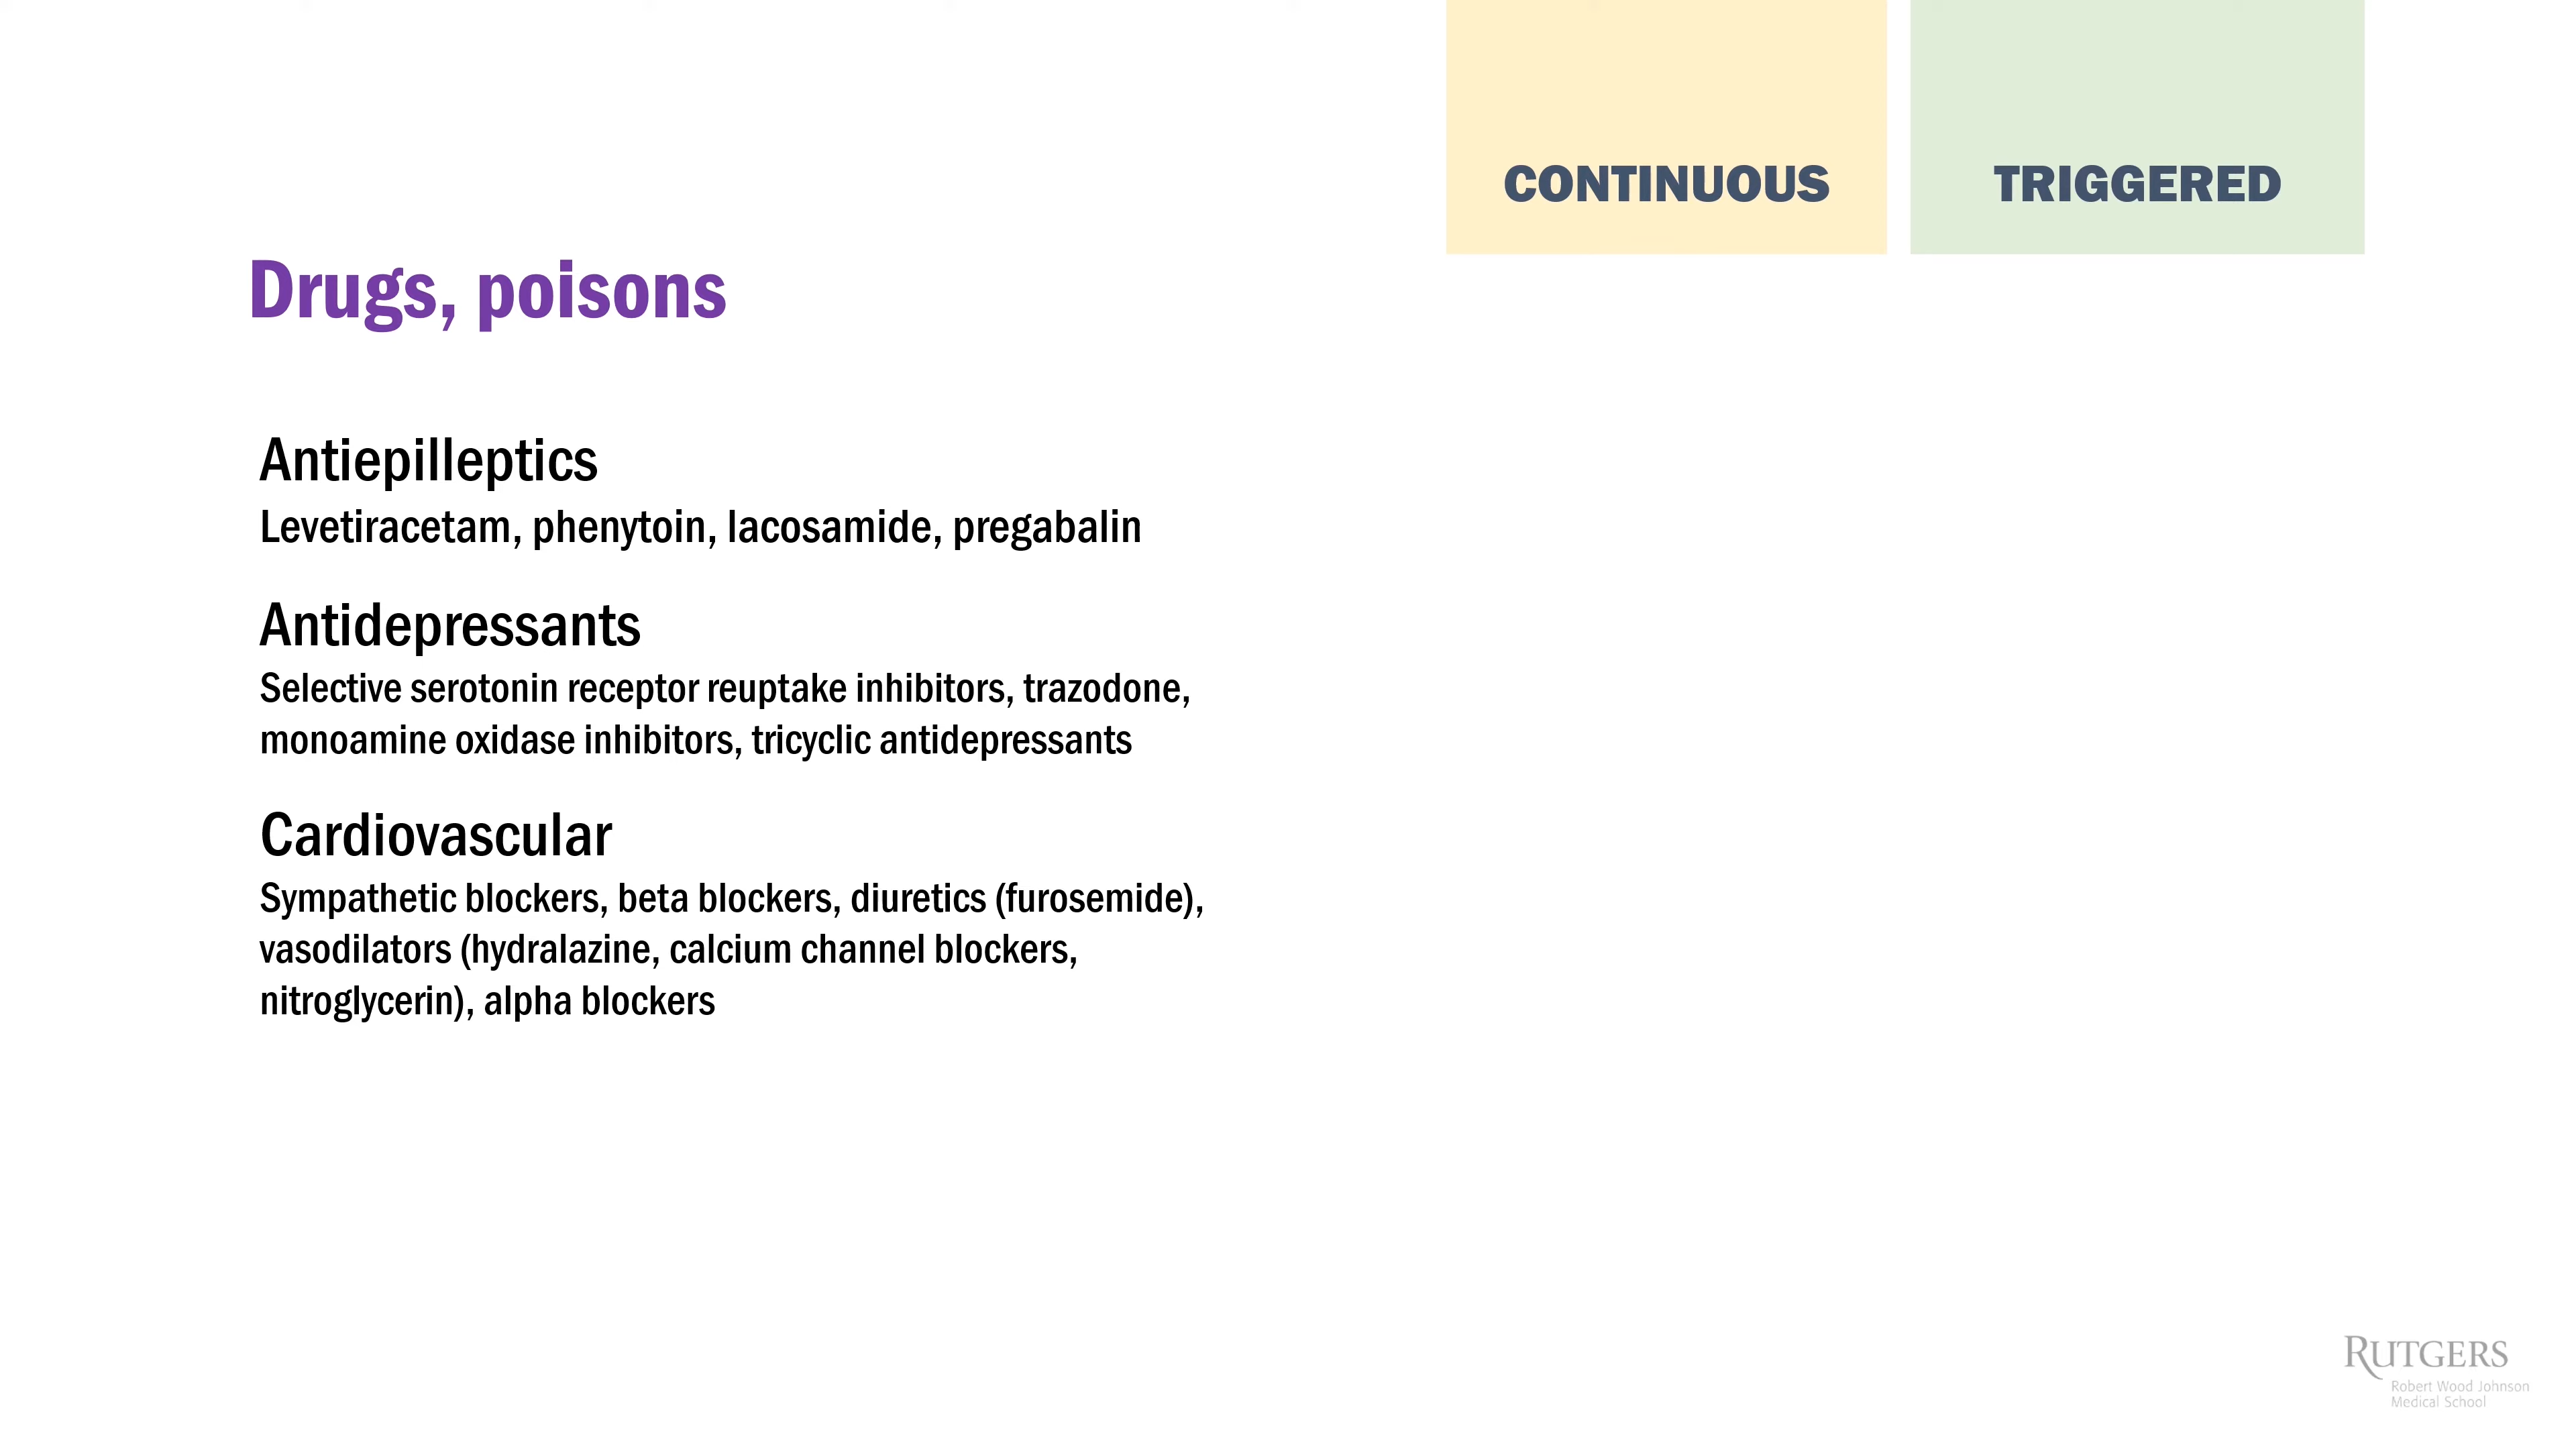 CONTINUOUS
TRIGGERED
Drugs, poisons
Antiepilleptics
Levetiracetam, phenytoin, lacosamide, pregabalin
Antidepressants
Selective serotonin receptor reuptake inhibitors, trazodone,
monoamine oxidase inhibitors, tricyclic antidepressants
Cardiovascular
Sympathetic blockers, beta blockers, diuretics (furosemide),
vasodilators (hydralazine, calcium channel blockers,
nitroglycerin), alpha blockers
RUTGERS
Robert Wood Johnson
Medical School